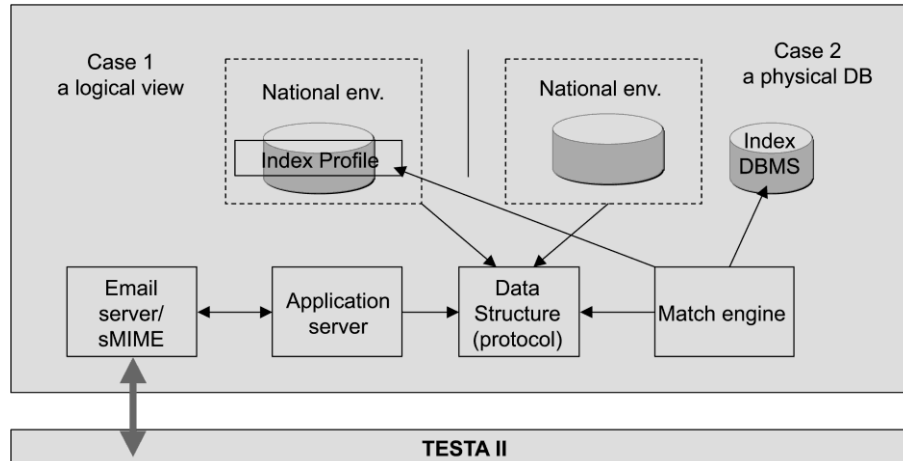 Case 1
a logical view
National env.
Index Profile
National env.
Case 2
a physical DB
Index
DBMS
Email
server/
sMIME
Application
server
Data
Structure
(protocol)
Match engine
TESTA II